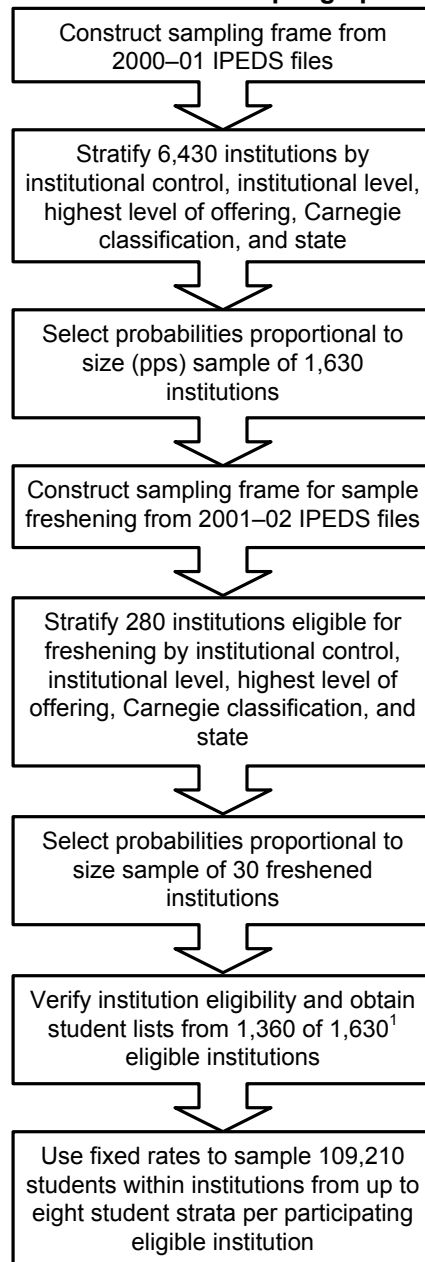 Construct sampling frame from
2000–01 IPEDS files
Stratify 6,430 institutions by
institutional control, institutional level,
highest level of offering, Carnegie
classification, and state
Select probabilities proportional to
size (pps) sample of 1,630
institutions
Construct sampling frame for sample
freshening from 2001–02 IPEDS files
Stratify 280 institutions eligible for
freshening by institutional control,
institutional level, highest level of
offering, Carnegie classification, and
state
Select probabilities proportional to
size sample of 30 freshened
institutions
Verify institution eligibility and obtain
student lists from 1,360 of 1,630¹
eligible institutions
Use fixed rates to sample 109,210
students within institutions from up to
eight student strata per participating
eligible institution